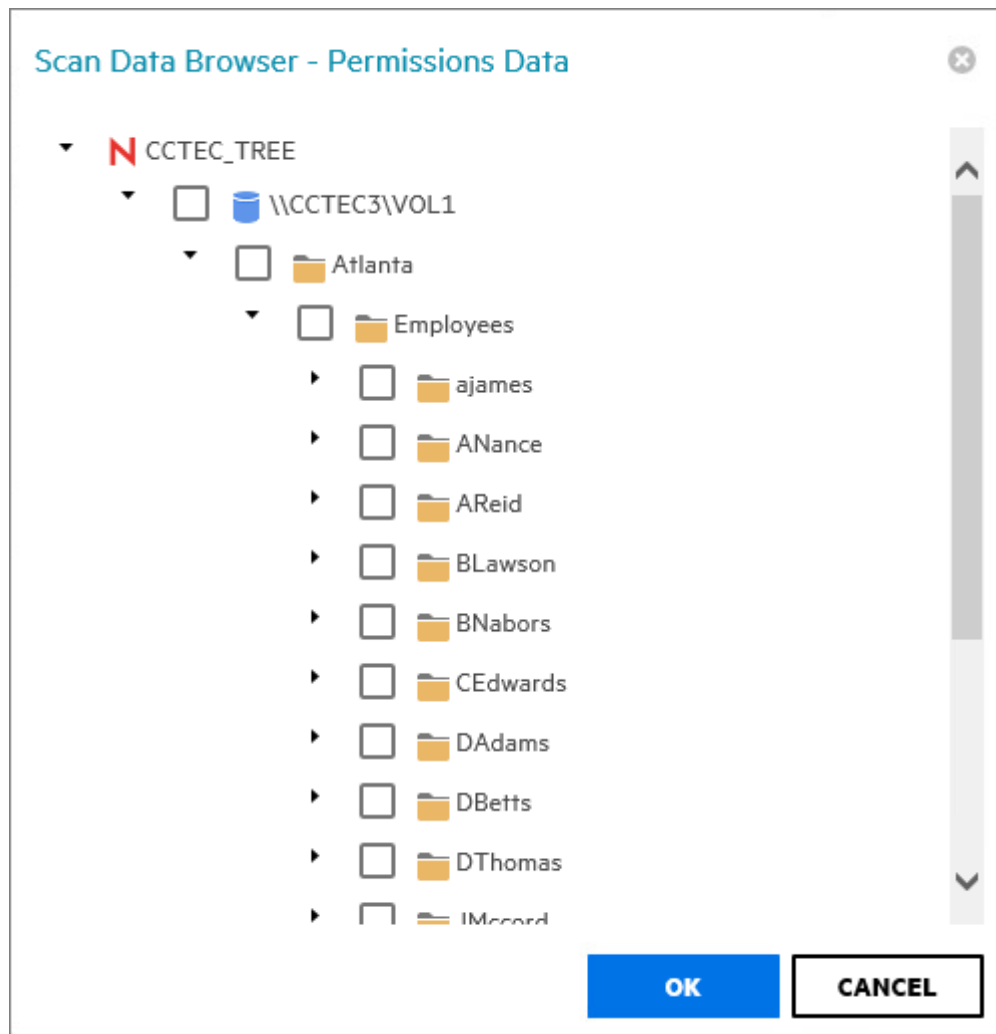 Scan Data Browser - Permissions Data
N CCTEC_TREE
\\CCTEC3\VOL1
Atlanta
Employees
ajames
ANance
AReid
BLawson
BNabors
CEdwards
DAdams
DBetts
DThomas
JMccord
OK CANCEL